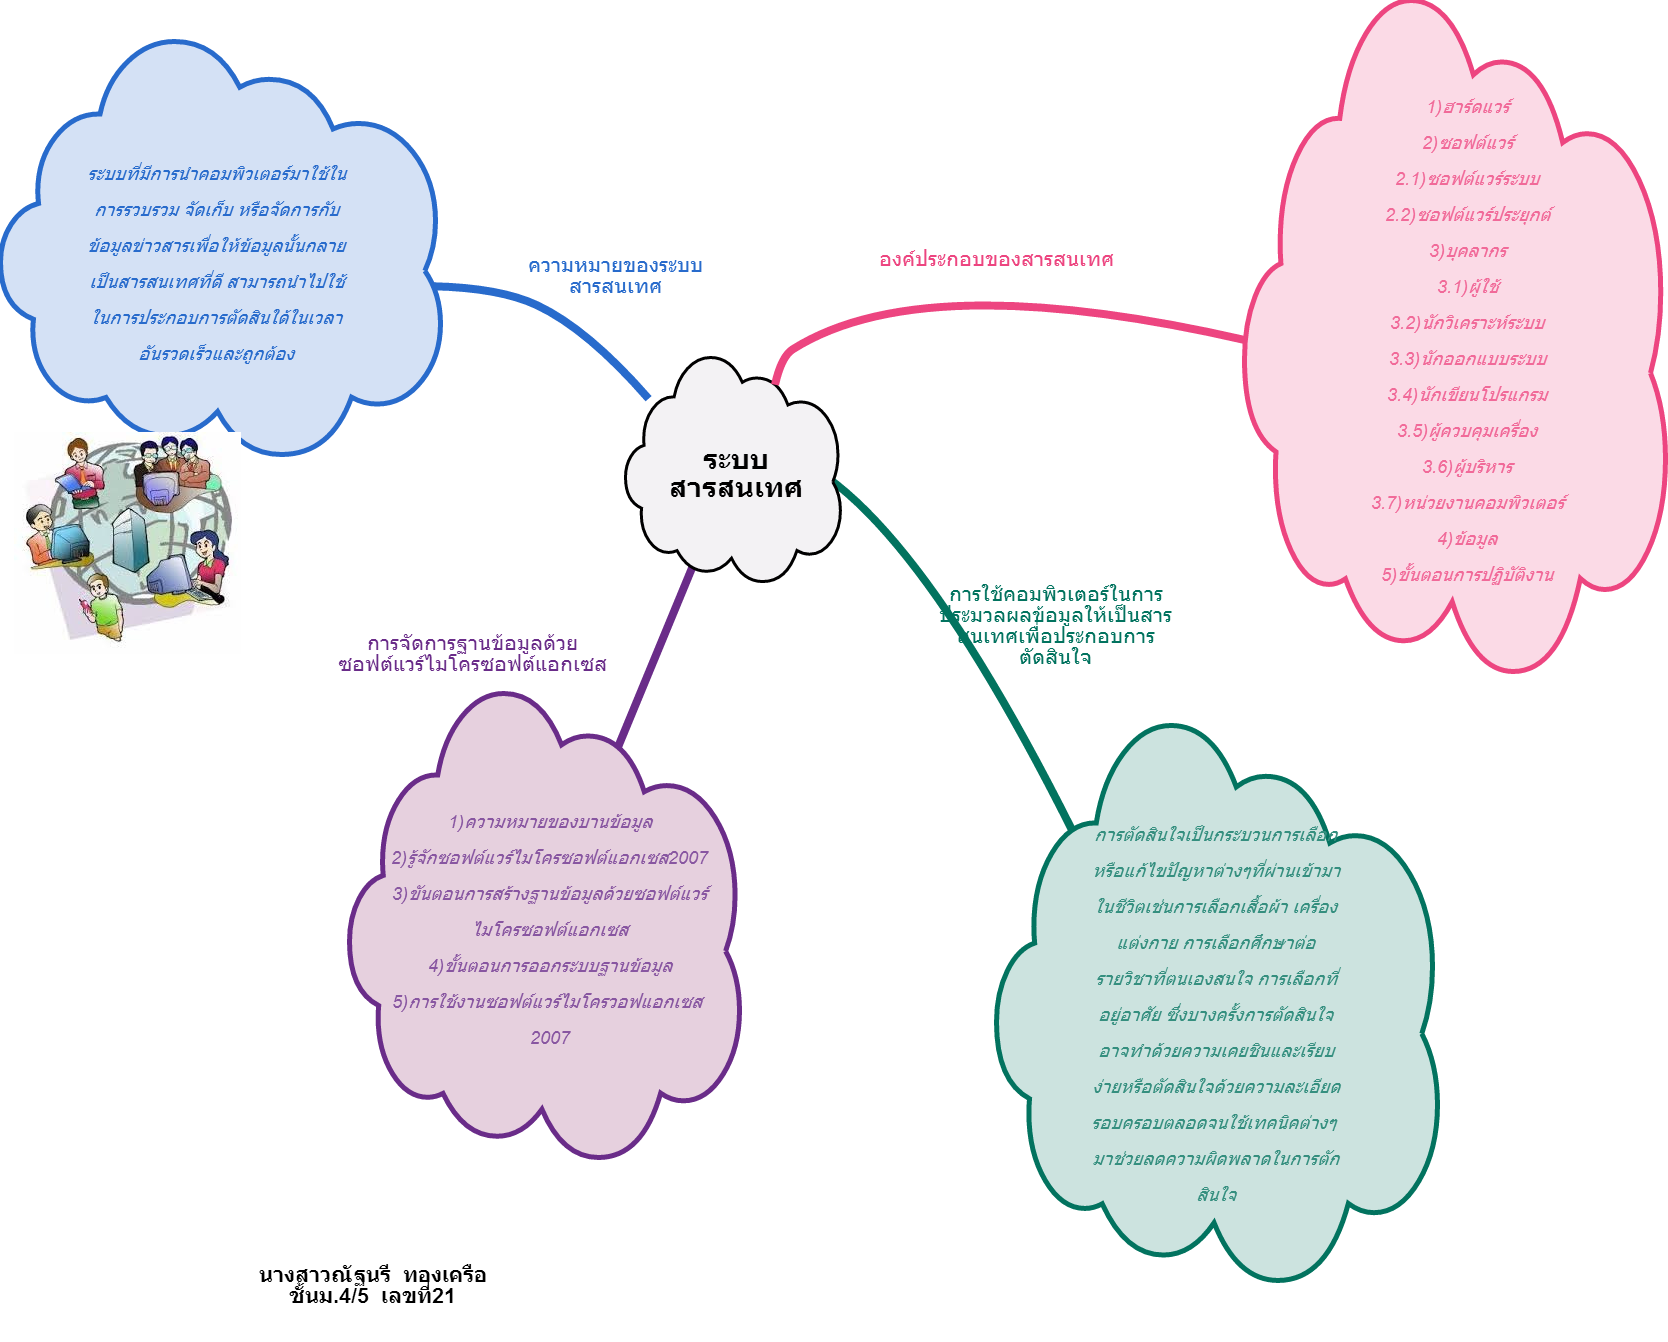 ระบบที่มีการนำคอมพิวเตอร์มาใช้ใน
การรวบรวม จัดเก็บ หรือจัดการกับ
ข้อมูลข่าวสารเพื่อให้ข้อมูลนั้นกลาย
เป็นสารสนเทศที่ดี สามารถนำไปใช้
ในการประกอบการตัดสินได้ในเวลา
อันรวดเร็วและถูกต้อง
ความหมายของระบบ
สารสนเทศ
องค์ประกอบของสารสนเทศ
1)ฮาร์ดแวร์
2)ซอฟต์แวร์
2.1)ซอฟต์แวร์ระบบ
2.2)ซอฟต์แวร์ประยุกต์
3)บุคลากร
3.1)ผู้ใช้
3.2)นักวิเคราะห์ระบบ
3.3)นักออกแบบระบบ
3.4)นักเขียนโปรแกรม
3.5)ผู้ควบคุมเครื่อง
3.6)ผู้บริหาร
3.7)หน่วยงานคอมพิวเตอร์
4)ข้อมูล
5)ขั้นตอนการปฏิบัติงาน
ระบบ
สารสนเทศ
การจัดการฐานข้อมูลด้วย
ซอฟต์แวร์ไมโครซอฟต์แอกเซส
1)ความหมายของบานข้อมูล
2)รู้จักซอฟต์แวร์ไมโครซอฟต์แอกเซส2007
3)ขันตอนการสร้างฐานข้อมูลด้วยซอฟต์แวร์
ไมโครซอฟต์แอกเซส
4)ขั้นตอนการออกระบบฐานข้อมูล
5)การใช้งานซอฟต์แวร์ไมโครวอฟแอกเซส
2007
การใช้คอมพิวเตอร์ในการ
ประมวลผลข้อมูลให้เป็นสาร
สนเทศเพื่อประกอบการ
ตัดสินใจ
การตัดสินใจเป็นกระบวนการเลือก
หรือแก้ไขปัญหาต่างๆที่ผ่านเข้ามา
ในชีวิตเช่นการเลือกเสื้อผ้า เครื่อง
แต่งกาย การเลือกศึกษาต่อ
รายวิชาที่ตนเองสนใจ การเลือกที่
อยู่อาศัย ซึ่งบางครั้งการตัดสินใจ
อาจทำด้วยความเคยชินและเรียบ
ง่ายหรือตัดสินใจด้วยความละเอียด
รอบครอบตลอดจนใช้เทคนิคต่างๆ
มาช่วยลดความผิดพลาดในการตัก
สินใจ
นางสาวณัฐนรี ทองเครือ
ชั้นม.4/5 เลขที่21